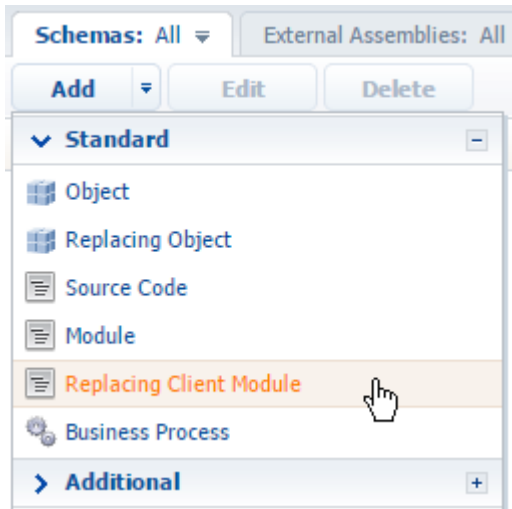 Schemas: All External Assemblies: All
Add Edit Delete
Standard
Object
Replacing Object
Source Code
Module
Replacing Client Module
Business Process
Additional